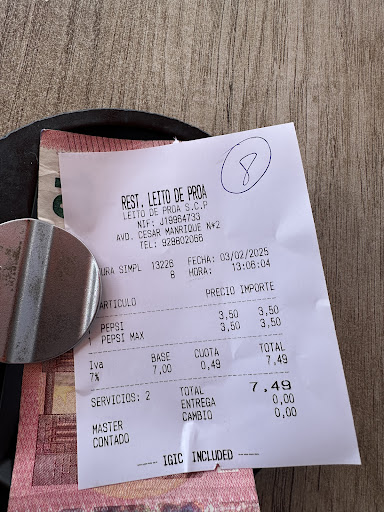 8
REST. LEITO DE PROA
LEITO DE PROA S.C.P
NIF: J19964733
AVD. CESAR MANRIQUE Nº2
TEL: 928802066
URA SIMPL 13226 FECHA: 03/02/2025
8 HORA: 13:06:04
ARTICULO PRECIO IMPORTE
PEPSI 3,50 3,50
1 PEPSI MAX 3,50 3,50
Iva BASE CUOTA TOTAL
7% 7,00 0,49 7,49
SERVICIOS: 2 TOTAL 7,49
ENTREGA 0,00
MASTER CAMBIO 0,00
CONTADO
IGIC INCLUDED